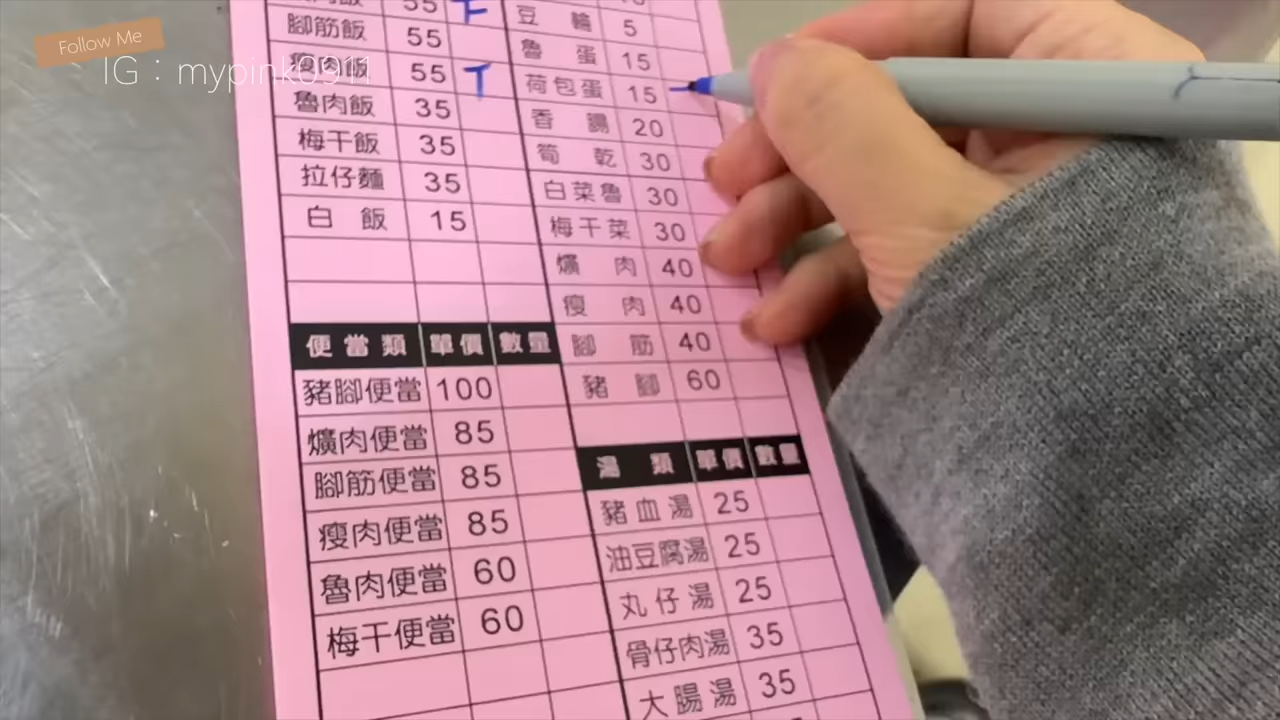 Follow Me
IG：mypink0911
肉飯 55
腳筋飯 55
瘦肉飯 55 T
魯肉飯 35
梅干飯 35
拉仔麵 35
白飯 15
便當類 單價 數量
豬腳便當 100
爌肉便當 85
腳筋便當 85
瘦肉便當 85
魯肉便當 60
梅干便當 60
豆輪 5
魯蛋 15
荷包蛋 15
香腸 20
筍乾 30
白菜魯 30
梅干菜 30
爌肉 40
瘦肉 40
腳筋 40
豬腳 60
湯類 單價 數量
豬血湯 25
油豆腐湯 25
丸仔湯 25
骨仔肉湯 35
大腸湯 35